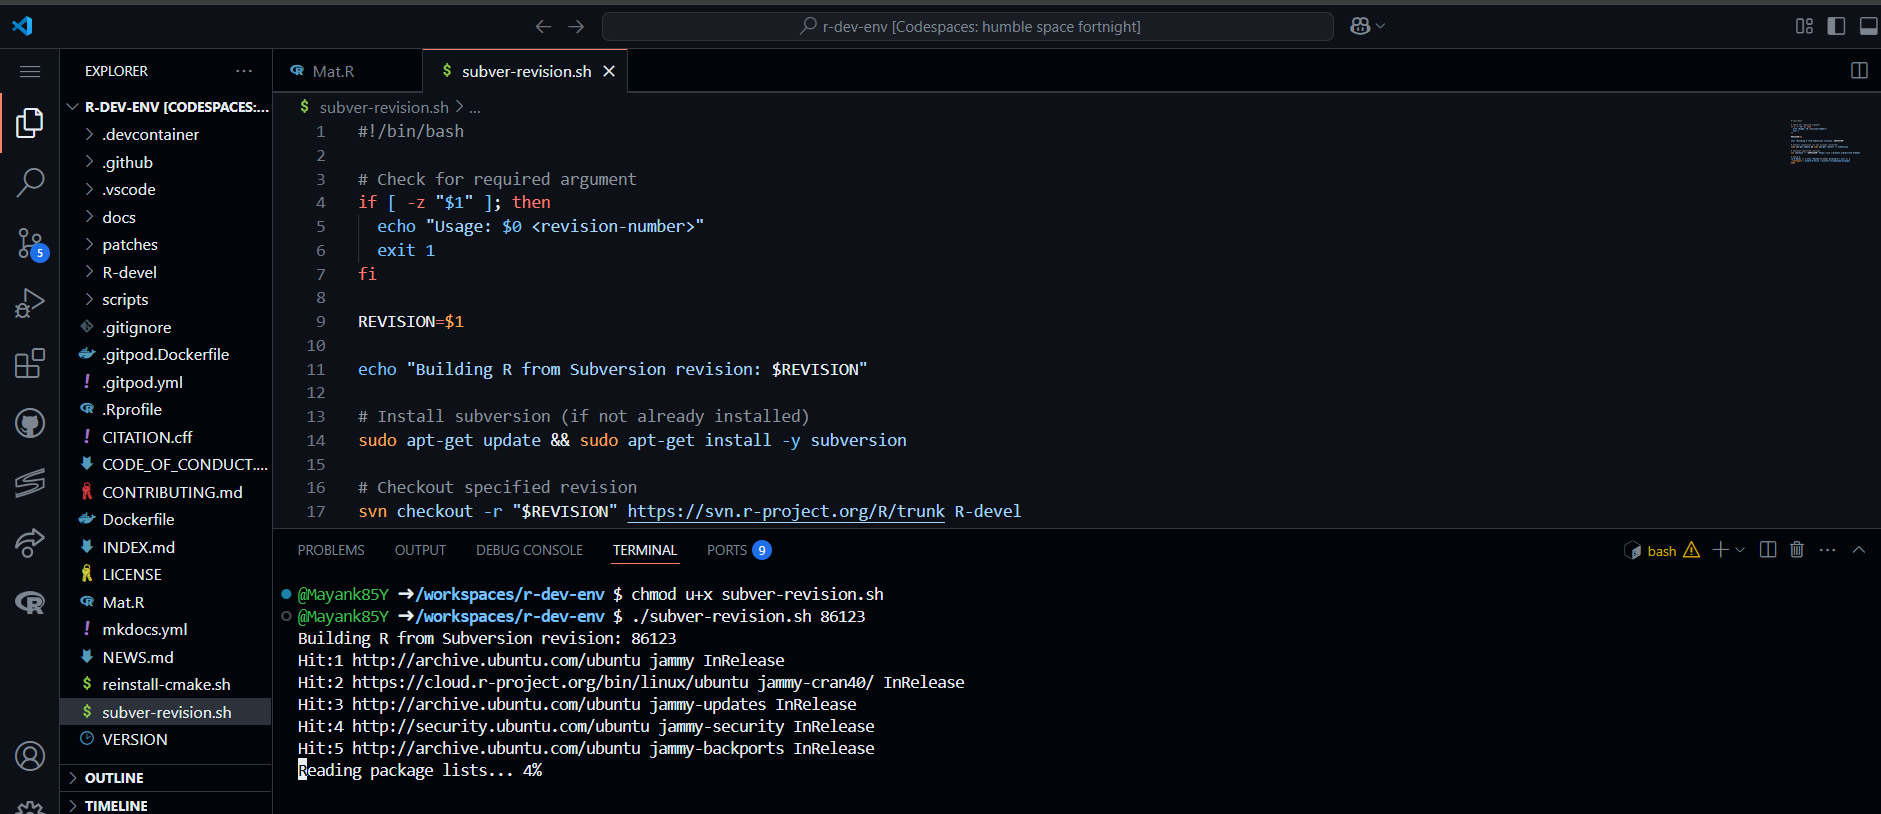 r-dev-env [Codespaces: humble space fortnight]
EXPLORER
R-DEV-ENV [CODESPACES:...
.devcontainer
.github
.vscode
docs
patches
R-devel
scripts
.gitignore
.gitpod.Dockerfile
.gitpod.yml
.Rprofile
CITATION.cff
CODE_OF_CONDUCT....
CONTRIBUTING.md
Dockerfile
INDEX.md
LICENSE
Mat.R
mkdocs.yml
NEWS.md
reinstall-cmake.sh
subver-revision.sh
VERSION
OUTLINE
TIMELINE
5
Mat.R
$ subver-revision.sh
$ subver-revision.sh > ...
1 #!/bin/bash
2
3 # Check for required argument
4 if [ -z "$1" ]; then
5 echo "Usage: $0 <revision-number>"
6 exit 1
7 fi
8
9 REVISION=$1
10
11 echo "Building R from Subversion revision: $REVISION"
12
13 # Install subversion (if not already installed)
14 sudo apt-get update && sudo apt-get install -y subversion
15
16 # Checkout specified revision
17 svn checkout -r "$REVISION" https://svn.r-project.org/R/trunk R-devel
PROBLEMS OUTPUT DEBUG CONSOLE TERMINAL PORTS 9
bash
@Mayank85Y ➜/workspaces/r-dev-env $ chmod u+x subver-revision.sh
@Mayank85Y ➜/workspaces/r-dev-env $ ./subver-revision.sh 86123
Building R from Subversion revision: 86123
Hit:1 http://archive.ubuntu.com/ubuntu jammy InRelease
Hit:2 https://cloud.r-project.org/bin/linux/ubuntu jammy-cran40/ InRelease
Hit:3 http://archive.ubuntu.com/ubuntu jammy-updates InRelease
Hit:4 http://security.ubuntu.com/ubuntu jammy-security InRelease
Hit:5 http://archive.ubuntu.com/ubuntu jammy-backports InRelease
Reading package lists... 4%